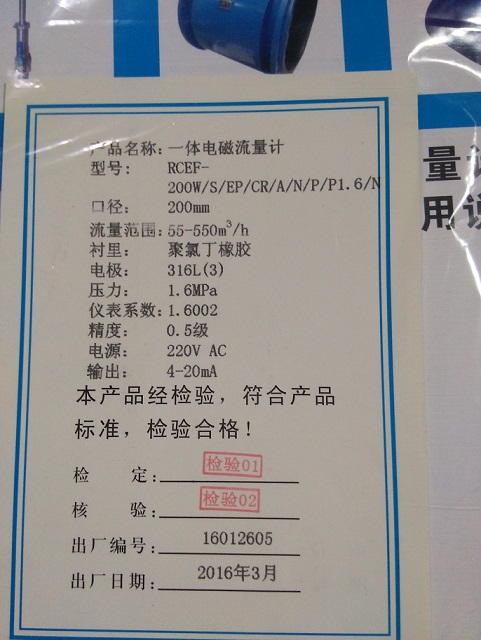 产品名称：一体电磁流量计
型号： RCEF-
200W/S/EP/CR/A/N/P/P1.6/N
口径： 200mm
流量范围：55-550m³/h
衬里： 聚氯丁橡胶
电极： 316L(3)
压力： 1.6MPa
仪表系数：1.6002
精度： 0.5级
电源： 220V AC
输出： 4-20mA
本产品经检验，符合产品
标准，检验合格！
检 定： 检验01
核 验： 检验02
出厂编号： 16012605
出厂日期： 2016年3月
量计
用说